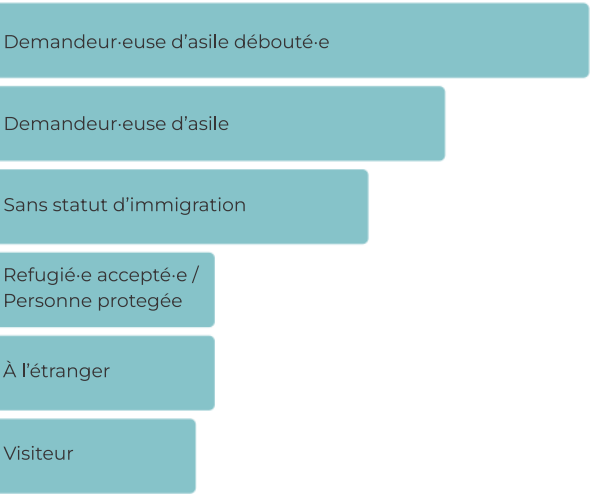 Demandeur·euse d’asile débouté·e
Demandeur·euse d’asile
Sans statut d’immigration
Refugié·e accepté·e /
Personne protegée
À l’étranger
Visiteur